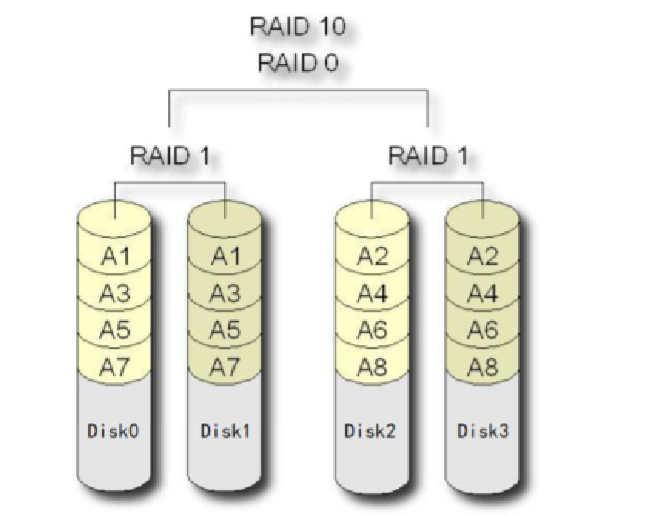 RAID 10
RAID 0
RAID 1 RAID 1
A1 A1 A2 A2
A3 A3 A4 A4
A5 A5 A6 A6
A7 A7 A8 A8
Disk0 Disk1 Disk2 Disk3